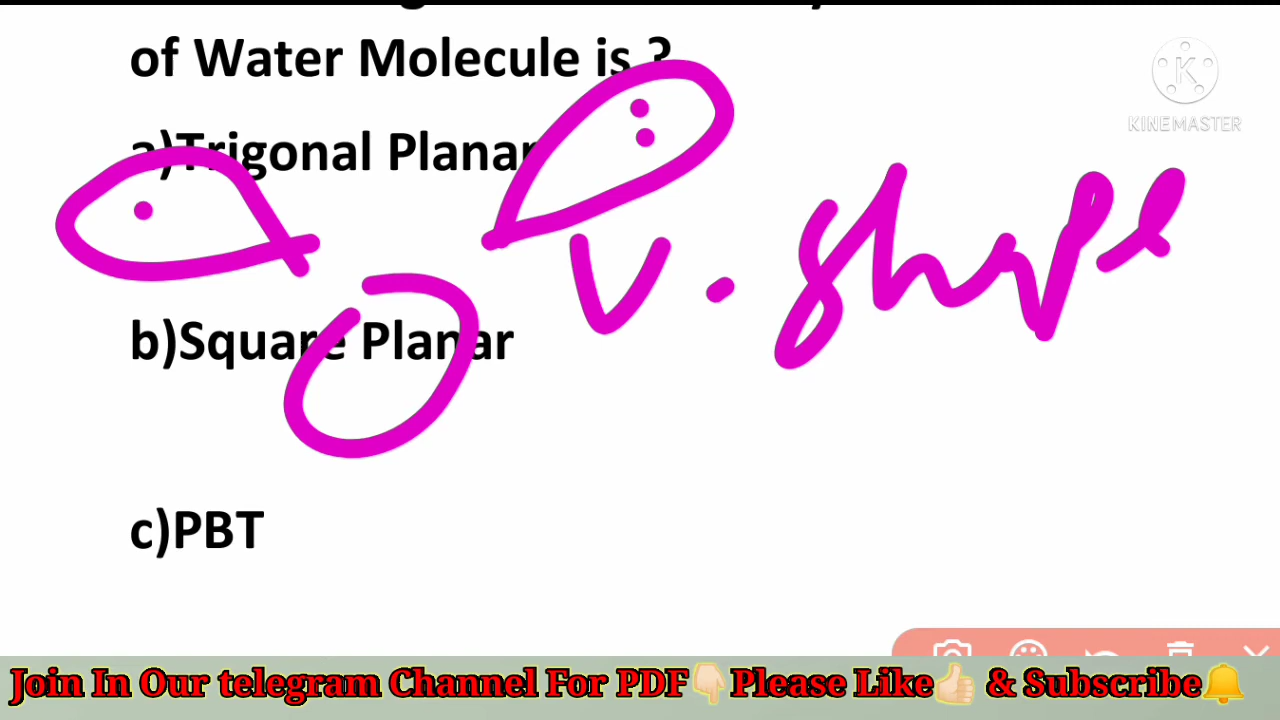 of Water Molecule is ?
KINEMASTER
a)Trigonal Planar
V. shape
b)Square Planar
c)PBT
Join In Our telegram Channel For PDF👇🏻Please Like👍🏻 & Subscribe🔔